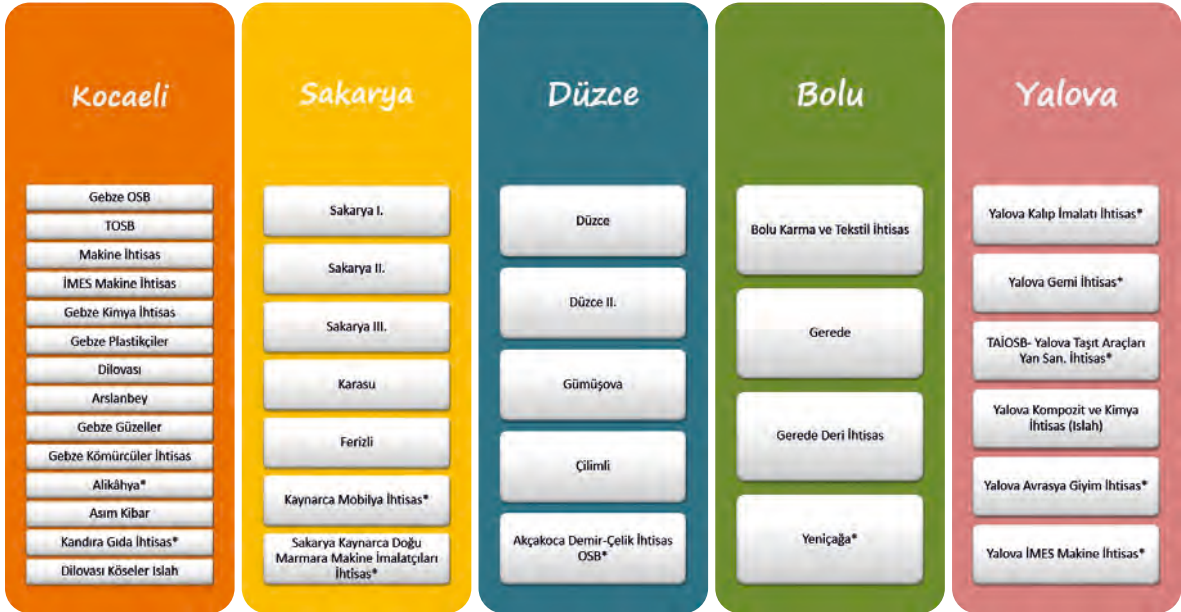 Kocaeli
Gebze OSB
TOSB
Makine İhtisas
İMES Makine İhtisas
Gebze Kimya İhtisas
Gebze Plastikçiler
Dilovası
Arslanbey
Gebze Güzeller
Gebze Kömürcüler İhtisas
Alikâhya*
Asım Kibar
Kandıra Gıda İhtisas*
Dilovası Köseler Islah
Sakarya
Sakarya I.
Sakarya II.
Sakarya III.
Karasu
Ferizli
Kaynarca Mobilya İhtisas*
Sakarya Kaynarca Doğu
Marmara Makine İmalatçıları
İhtisas*
Düzce
Düzce
Düzce II.
Gümüşova
Çilimli
Akçakoca Demir-Çelik İhtisas
OSB*
Bolu
Bolu Karma ve Tekstil İhtisas
Gerede
Gerede Deri İhtisas
Yeniçağa*
Yalova
Yalova Kalıp İmalatı İhtisas*
Yalova Gemi İhtisas*
TAİOSB- Yalova Taşıt Araçları
Yan San. İhtisas*
Yalova Kompozit ve Kimya
İhtisas (Islah)
Yalova Avrasya Giyim İhtisas*
Yalova İMES Makine İhtisas*